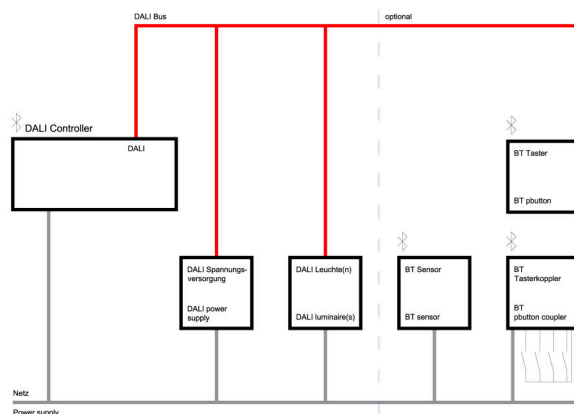 DALI Bus
optional
DALI Controller
DALI
BT Taster
BT pbutton
DALI Spannungs-
versorgung
DALI power
supply
DALI Leuchte(n)
DALI luminaire(s)
BT Sensor
BT sensor
BT
Tasterkoppler
BT
pbutton coupler
Netz
Power supply